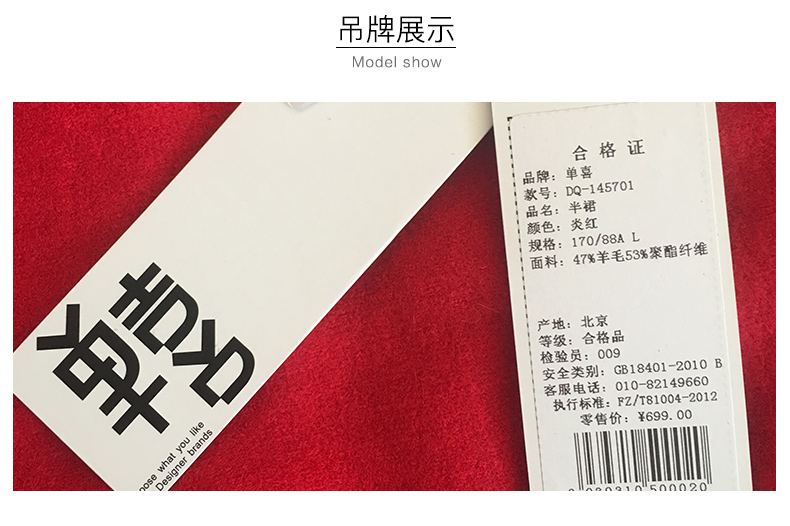 吊牌展示
Model show
单喜
ose what you like
Designer brands
合格证
品牌：单喜
款号：DQ-145701
品名：半裙
颜色：炎红
规格：170/88A L
面料：47%羊毛53%聚酯纤维
产地：北京
等级：合格品
检验员：009
安全类别：GB18401-2010 B
客服电话：010-82149660
执行标准：FZ/T81004-2012
零售价：¥699.00